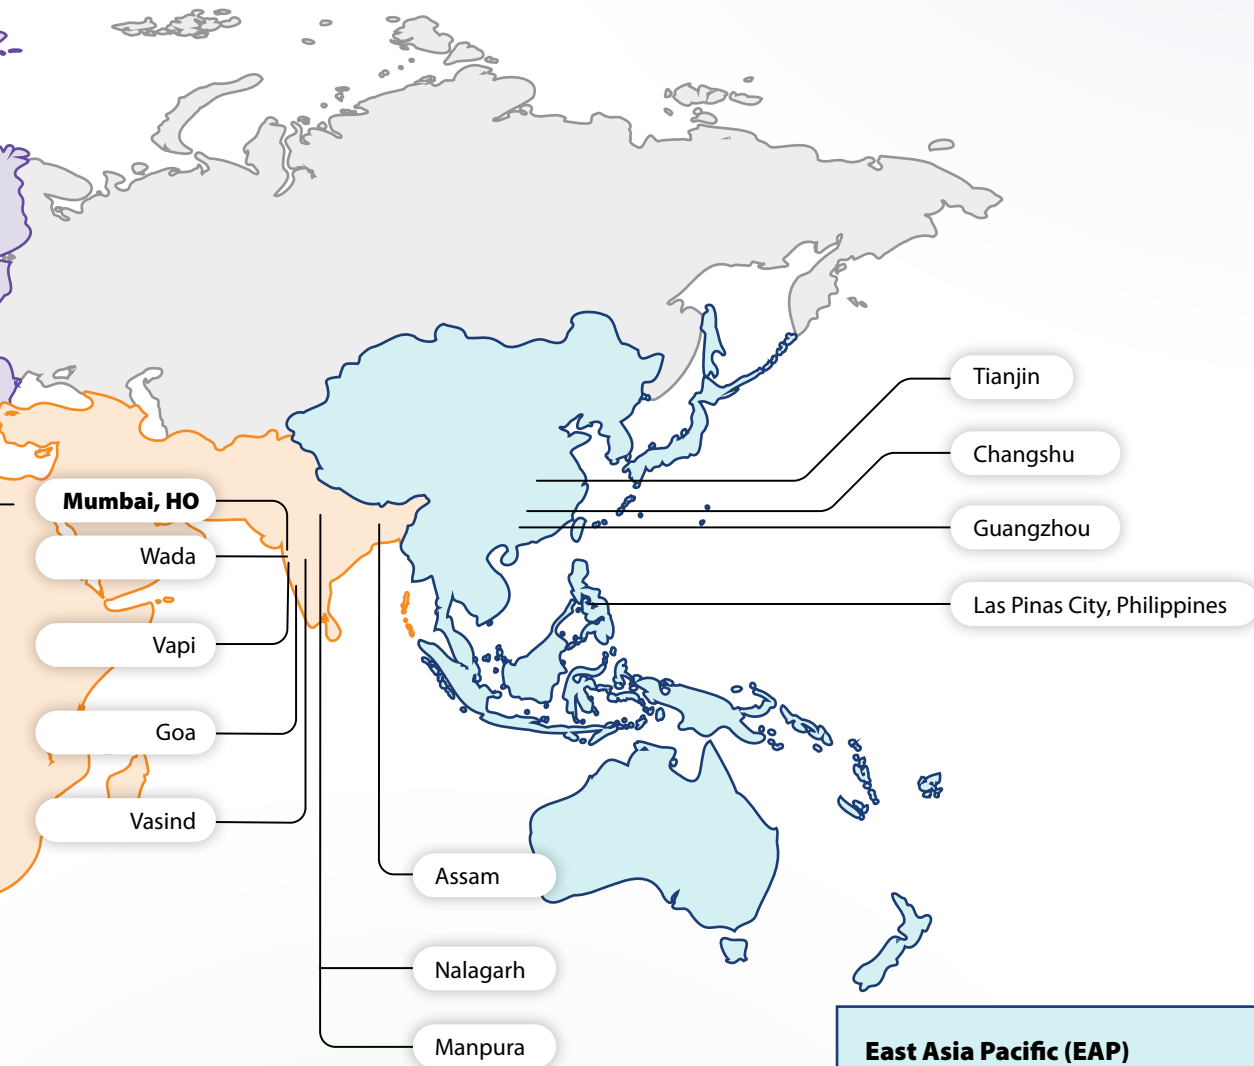 Tianjin
Changshu
Guangzhou
Las Pinas City, Philippines
Mumbai, HO
Wada
Vapi
Goa
Vasind
Assam
Nalagarh
Manpura
East Asia Pacific (EAP)